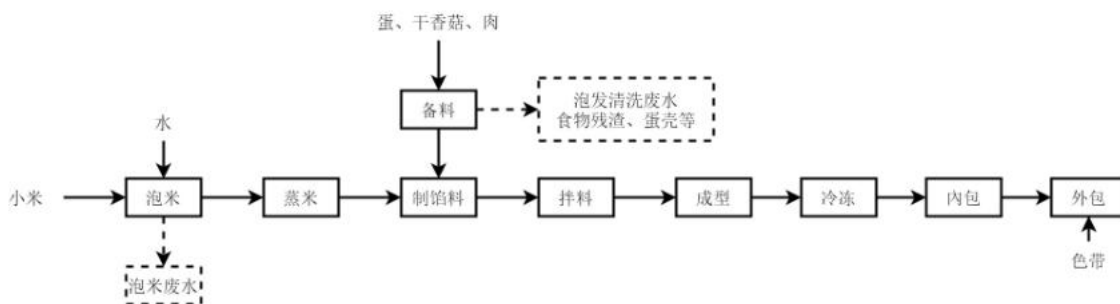 蛋、干香菇、肉
备料
泡发清洗废水
食物残渣、蛋壳等
水
小米
泡米
蒸米
制馅料
拌料
成型
冷冻
內包
外包
泡米废水
色带